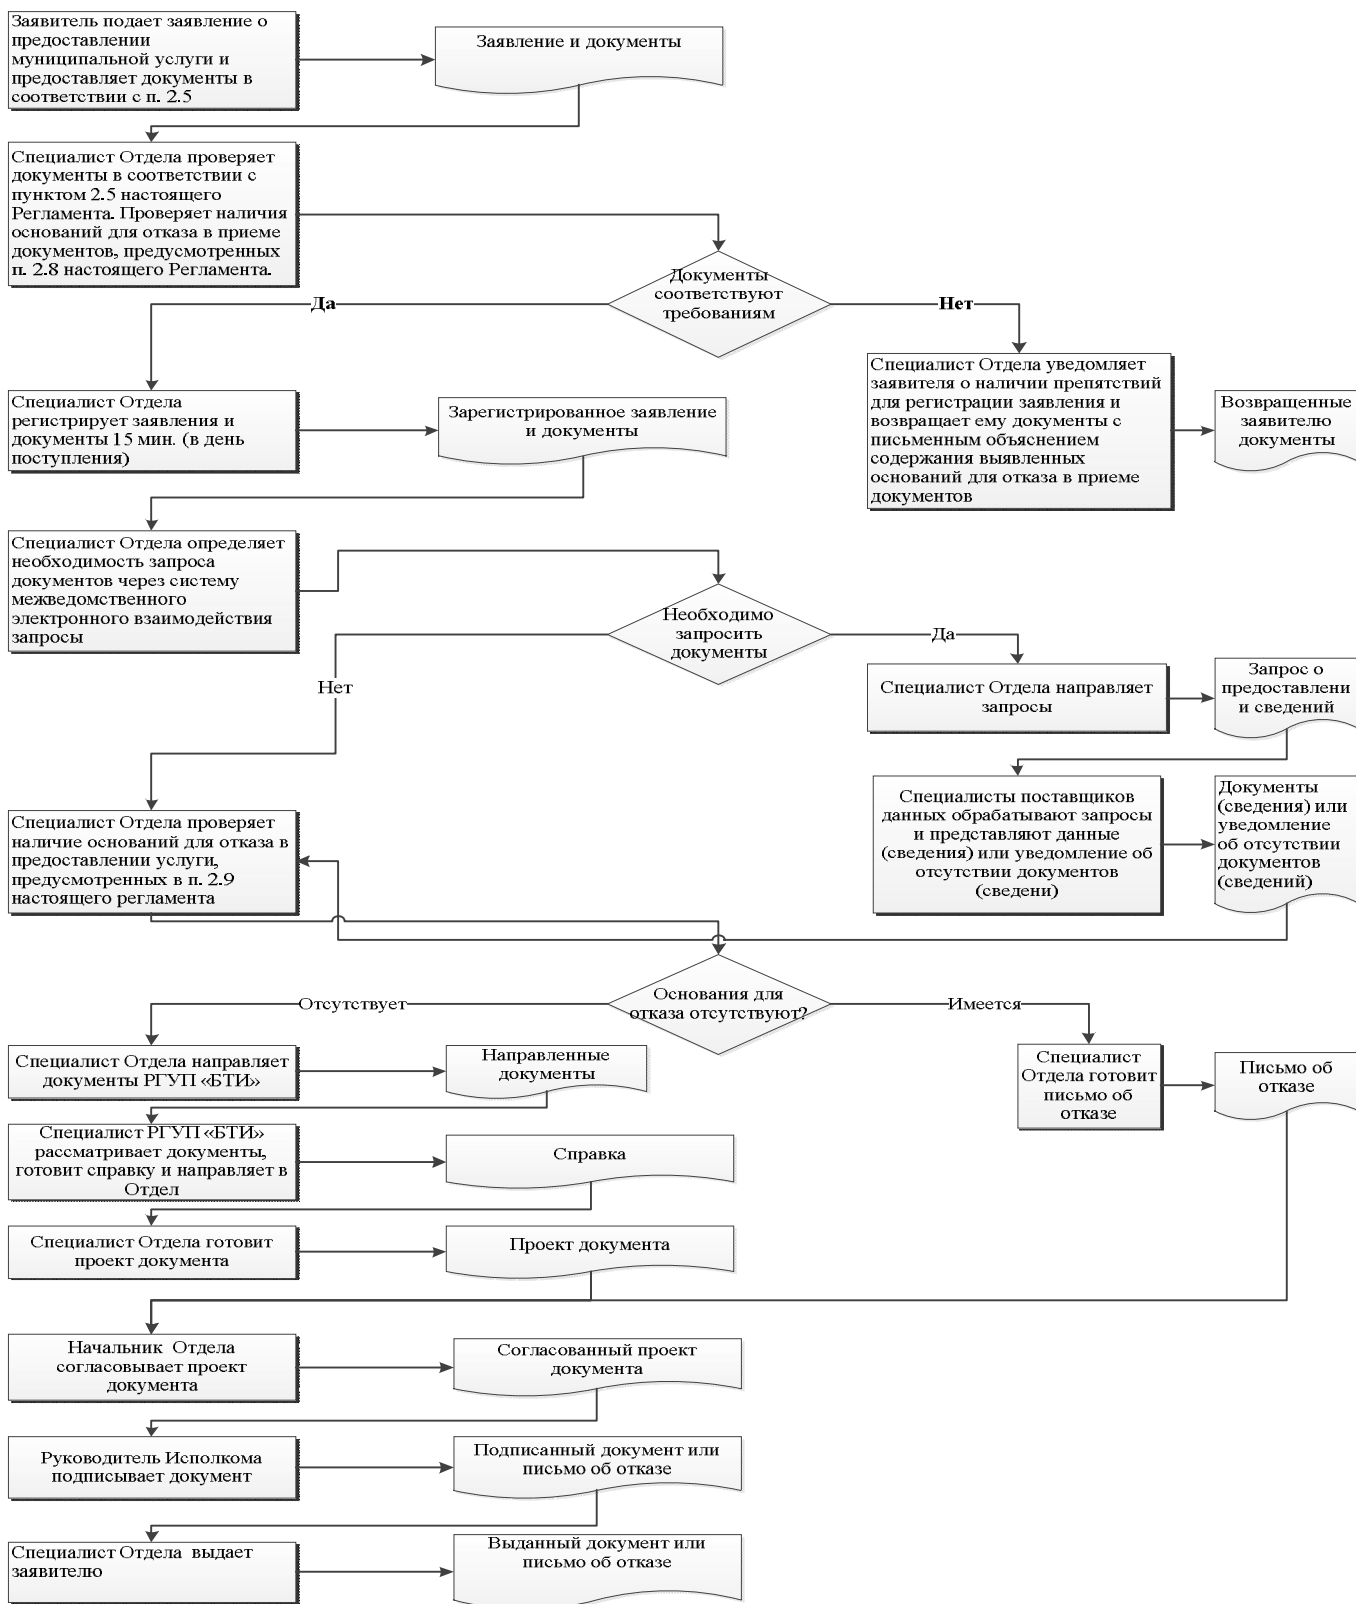 Заявитель подает заявление о
предоставлении
муниципальной услуги и
предоставляет документы в
соответствии с п. 2.5
Заявление и документы
Специалист Отдела проверяет
документы в соответствии с
пунктом 2.5 настоящего
Регламента. Проверяет наличия
оснований для отказа в приеме
документов, предусмотренных
п. 2.8 настоящего Регламента.
Документы
соответствуют
требованиям
Да
Нет
Специалист Отдела уведомляет
заявителя о наличии препятствий
для регистрации заявления и
возвращает ему документы с
письменным объяснением
содержания выявленных
оснований для отказа в приеме
документов
Возвращенные
заявителю
документы
Специалист Отдела
регистрирует заявления и
документы 15 мин. (в день
поступления)
Зарегистрированное заявление
и документы
Специалист Отдела определяет
необходимость запроса
документов через систему
межведомственного
электронного взаимодействия
запросы
Необходимо
запросить
документы
Да
Нет
Специалист Отдела направляет
запросы
Запрос о
предоставлени
и сведений
Специалисты поставщиков
данных обрабатывают запросы
и представляют данные
(сведения) или уведомление об
отсутствии документов
(сведени)
Документы
(сведения) или
уведомление
об отсутствии
документов
(сведений)
Специалист Отдела проверяет
наличие оснований для отказа в
предоставлении услуги,
предусмотренных в п. 2.9
настоящего регламента
Основания для
отказа отсутствуют?
Отсутствует
Имеется
Специалист Отдела направляет
документы РГУП «БТИ»
Направленные
документы
Специалист
Отдела готовит
письмо об
отказе
Письмо об
отказе
Специалист РГУП «БТИ»
рассматривает документы,
готовит справку и направляет в
Отдел
Справка
Специалист Отдела готовит
проект документа
Проект документа
Начальник Отдела
согласовывает проект
документа
Согласованный проект
документа
Руководитель Исполкома
подписывает документ
Подписанный документ или
письмо об отказе
Специалист Отдела выдает
заявителю
Выданный документ или
письмо об отказе